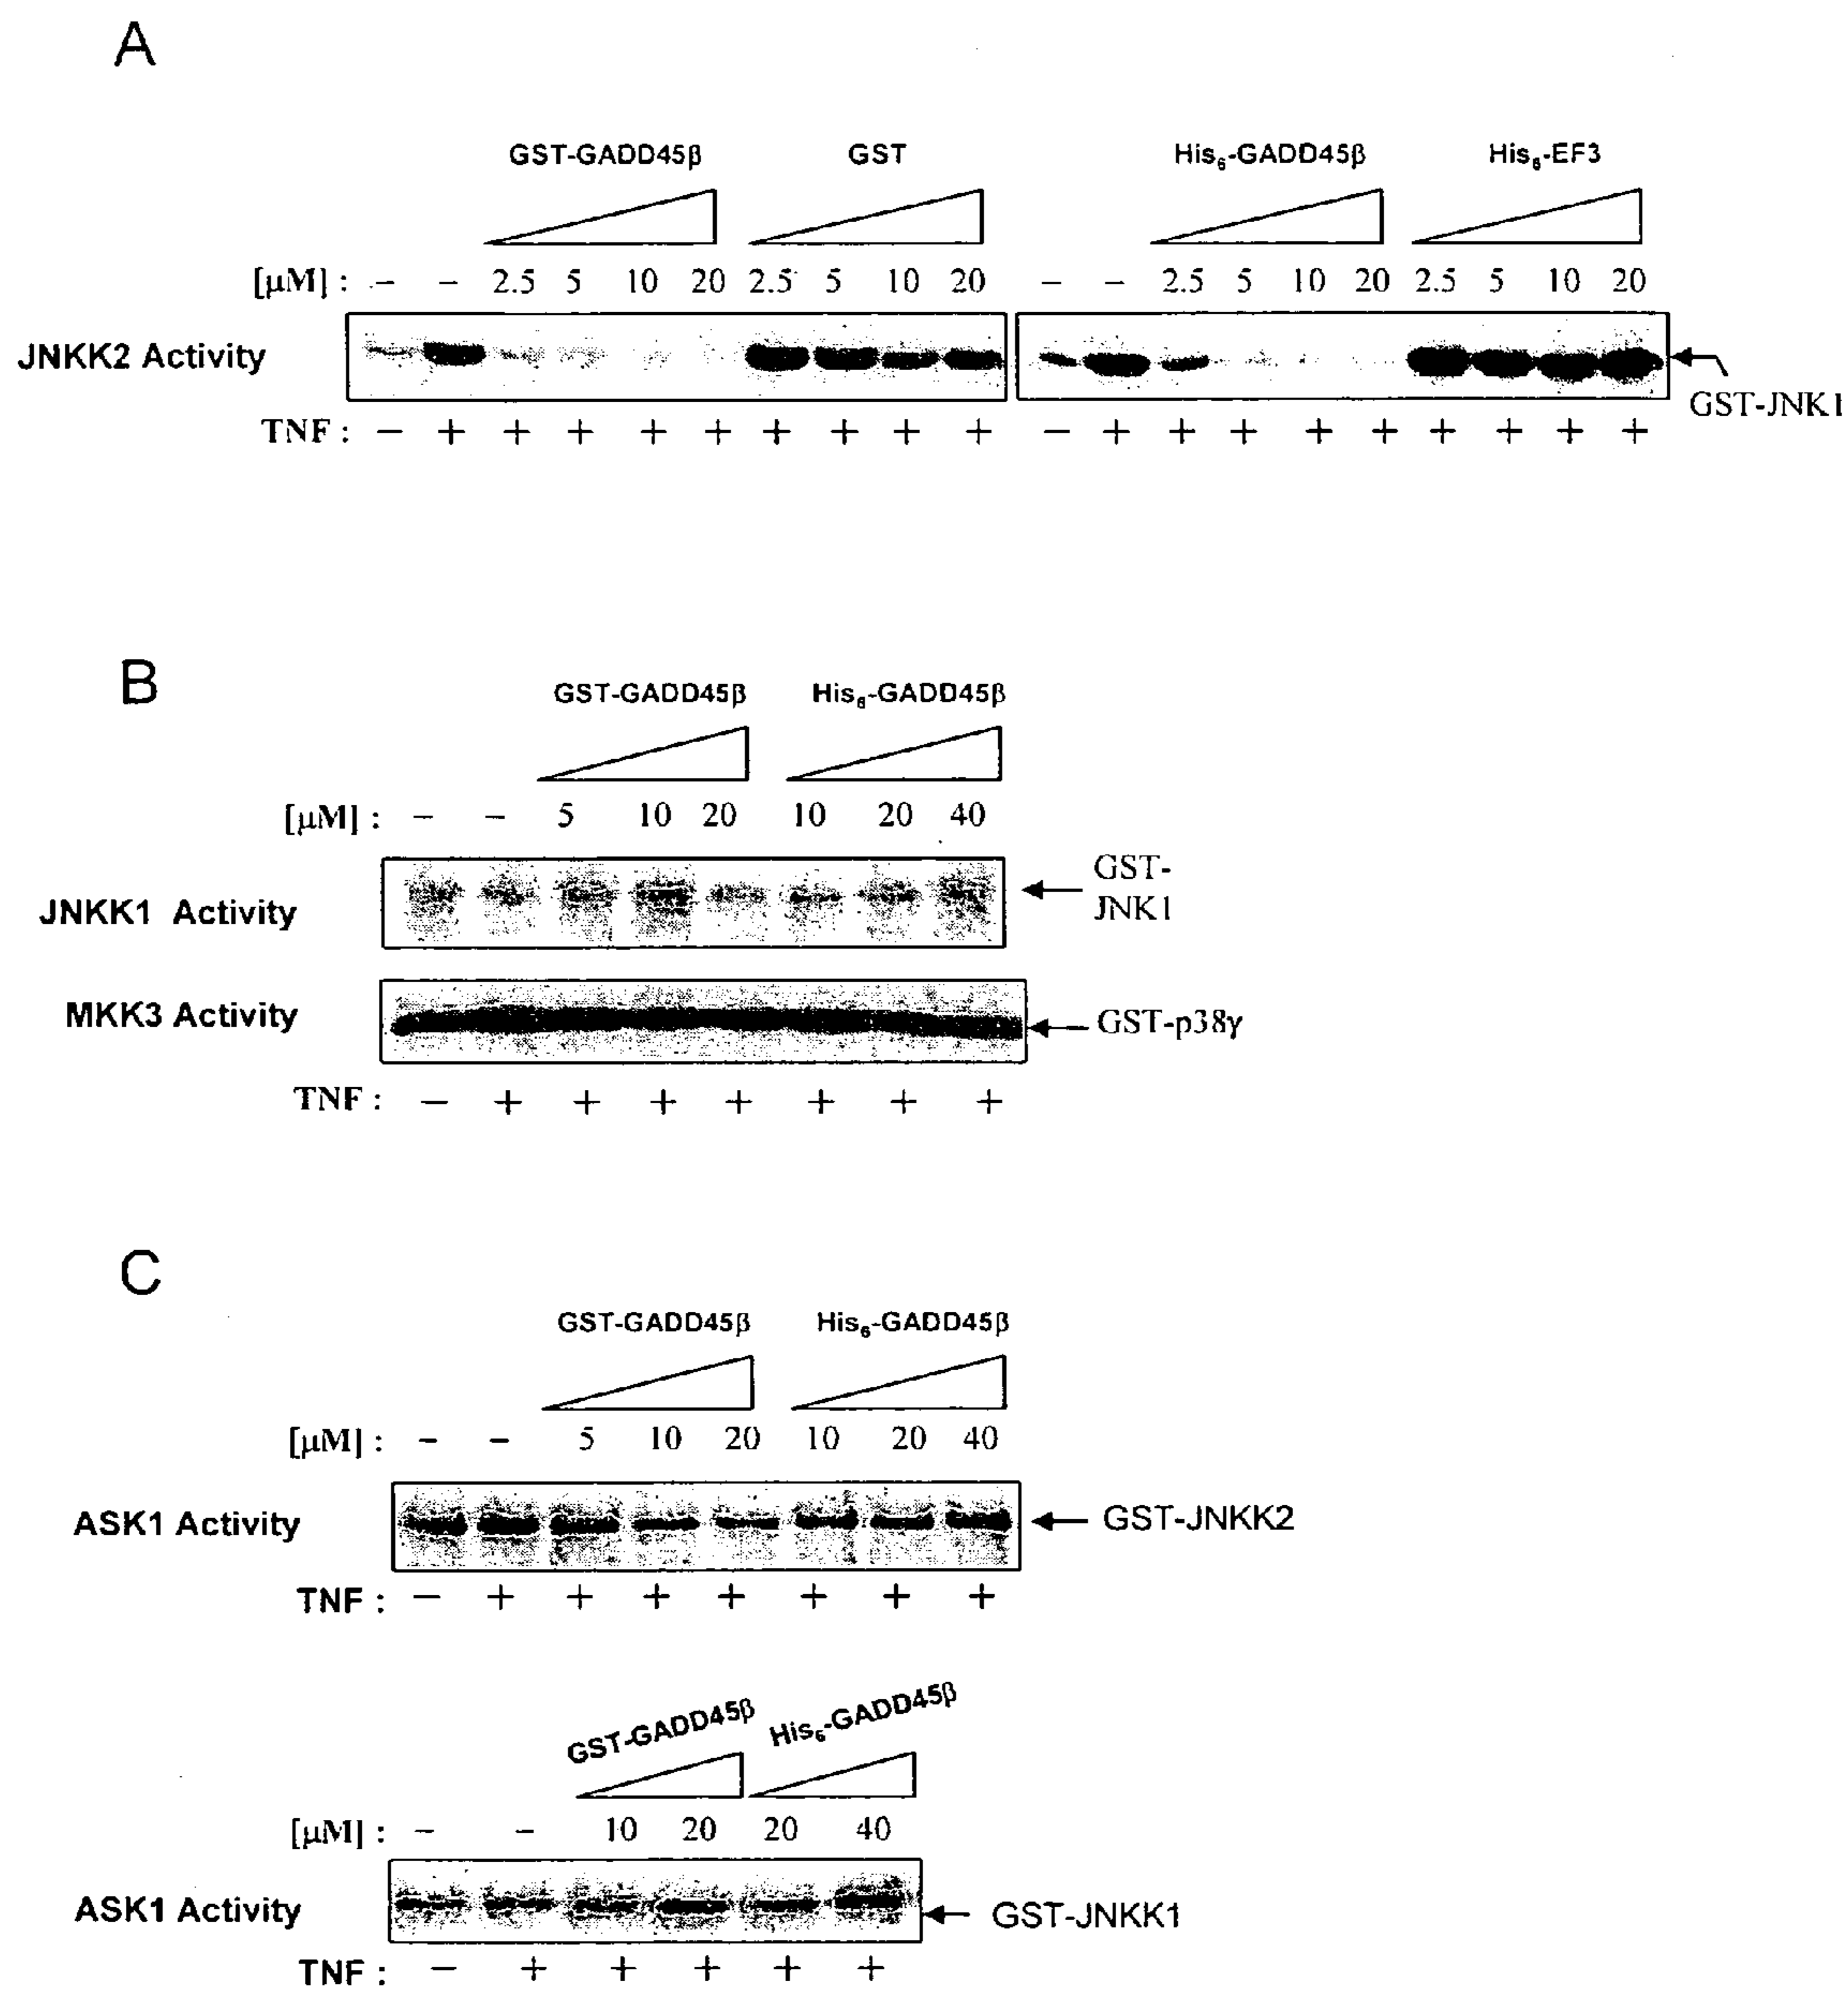 A
GST-GADD45β GST His₆-GADD45β His₆-EF3
[μM] : – – 2.5 5 10 20 2.5 5 10 20 – – 2.5 5 10 20 2.5 5 10 20
JNKK2 Activity
GST-JNK1
TNF : – + + + + + + + + + – + + + + + + + + +
B
GST-GADD45β His₆-GADD45β
[μM] : – – 5 10 20 10 20 40
JNKK1 Activity
GST-
JNK1
MKK3 Activity
GST-p38γ
TNF : – + + + + + + +
C
GST-GADD45β His₆-GADD45β
[μM] : – – 5 10 20 10 20 40
ASK1 Activity
GST-JNKK2
TNF : – + + + + + + +
GST-GADD45β His₆-GADD45β
[μM] : – – 10 20 20 40
ASK1 Activity
GST-JNKK1
TNF : – + + + + +